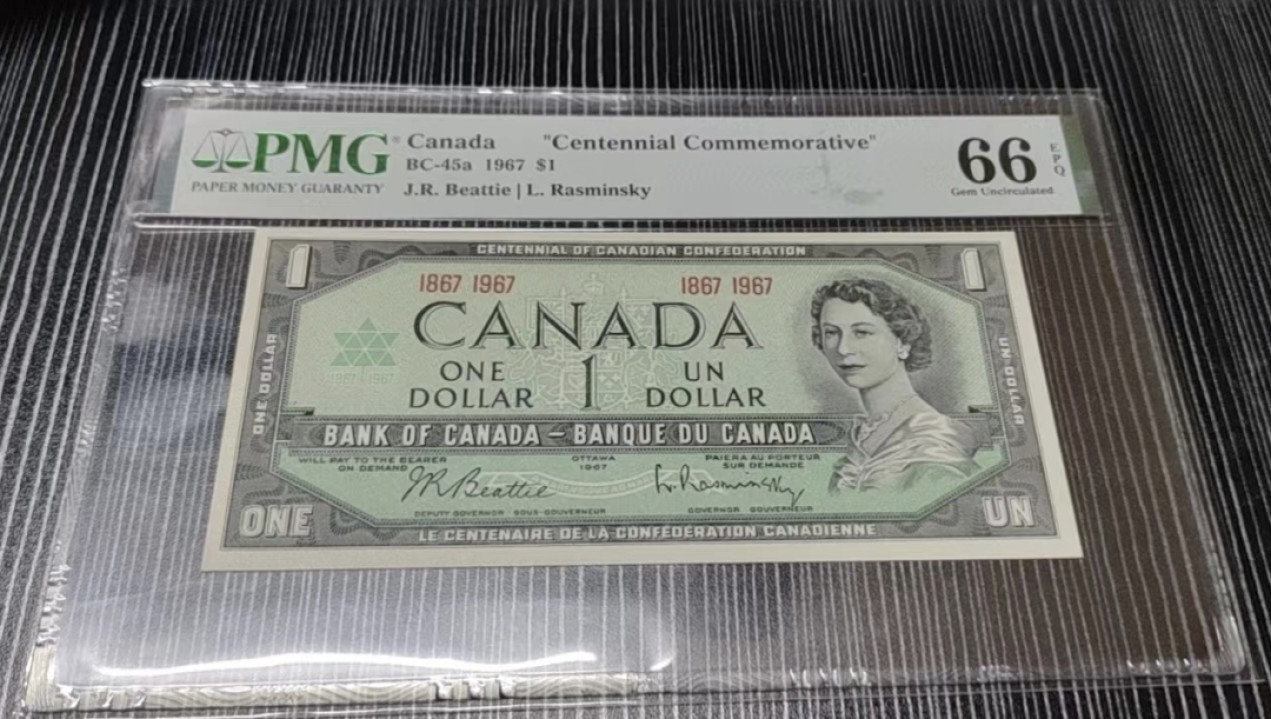 PMG® Canada "Centennial Commemorative"
BC-45a 1967 $1
PAPER MONEY GUARANTY
J.R. Beattie | L. Rasminsky
66 EPQ
Gem Uncirculated
CENTENNIAL OF CANADIAN CONFEDERATION
1 1
1867 1967 1867 1967
CANADA
1867 1967
ONE 1 UN
DOLLAR DOLLAR
ONE DOLLAR
UN DOLLAR
BANK OF CANADA – BANQUE DU CANADA
WILL PAY TO THE BEARER OTTAWA PAIERA AU PORTEUR
ON DEMAND 1967 SUR DEMANDE
JR Beattie L. Rasminsky
DEPUTY GOVERNOR SOUS-GOUVERNEUR GOVERNOR GOUVERNEUR
ONE UN
LE CENTENAIRE DE LA CONFÉDÉRATION CANADIENNE